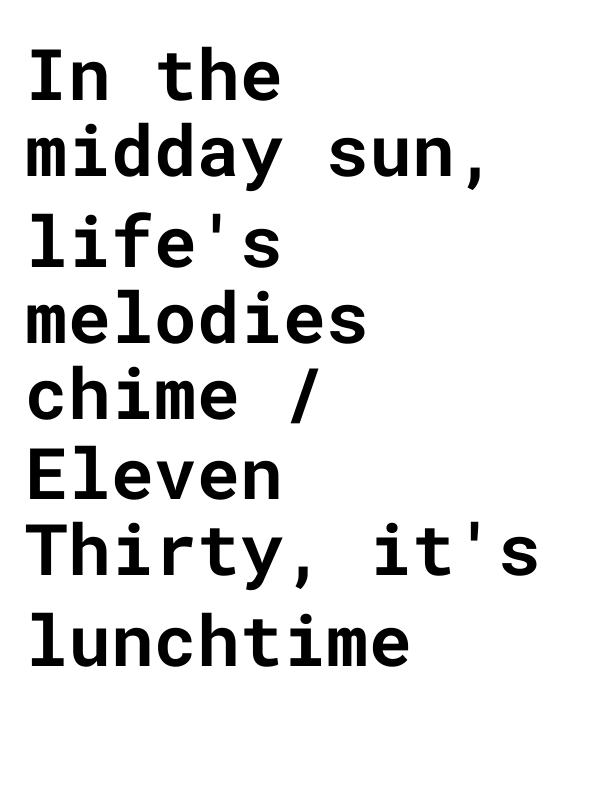 In the
midday sun,
life's
melodies
chime /
Eleven
Thirty, it's
lunchtime